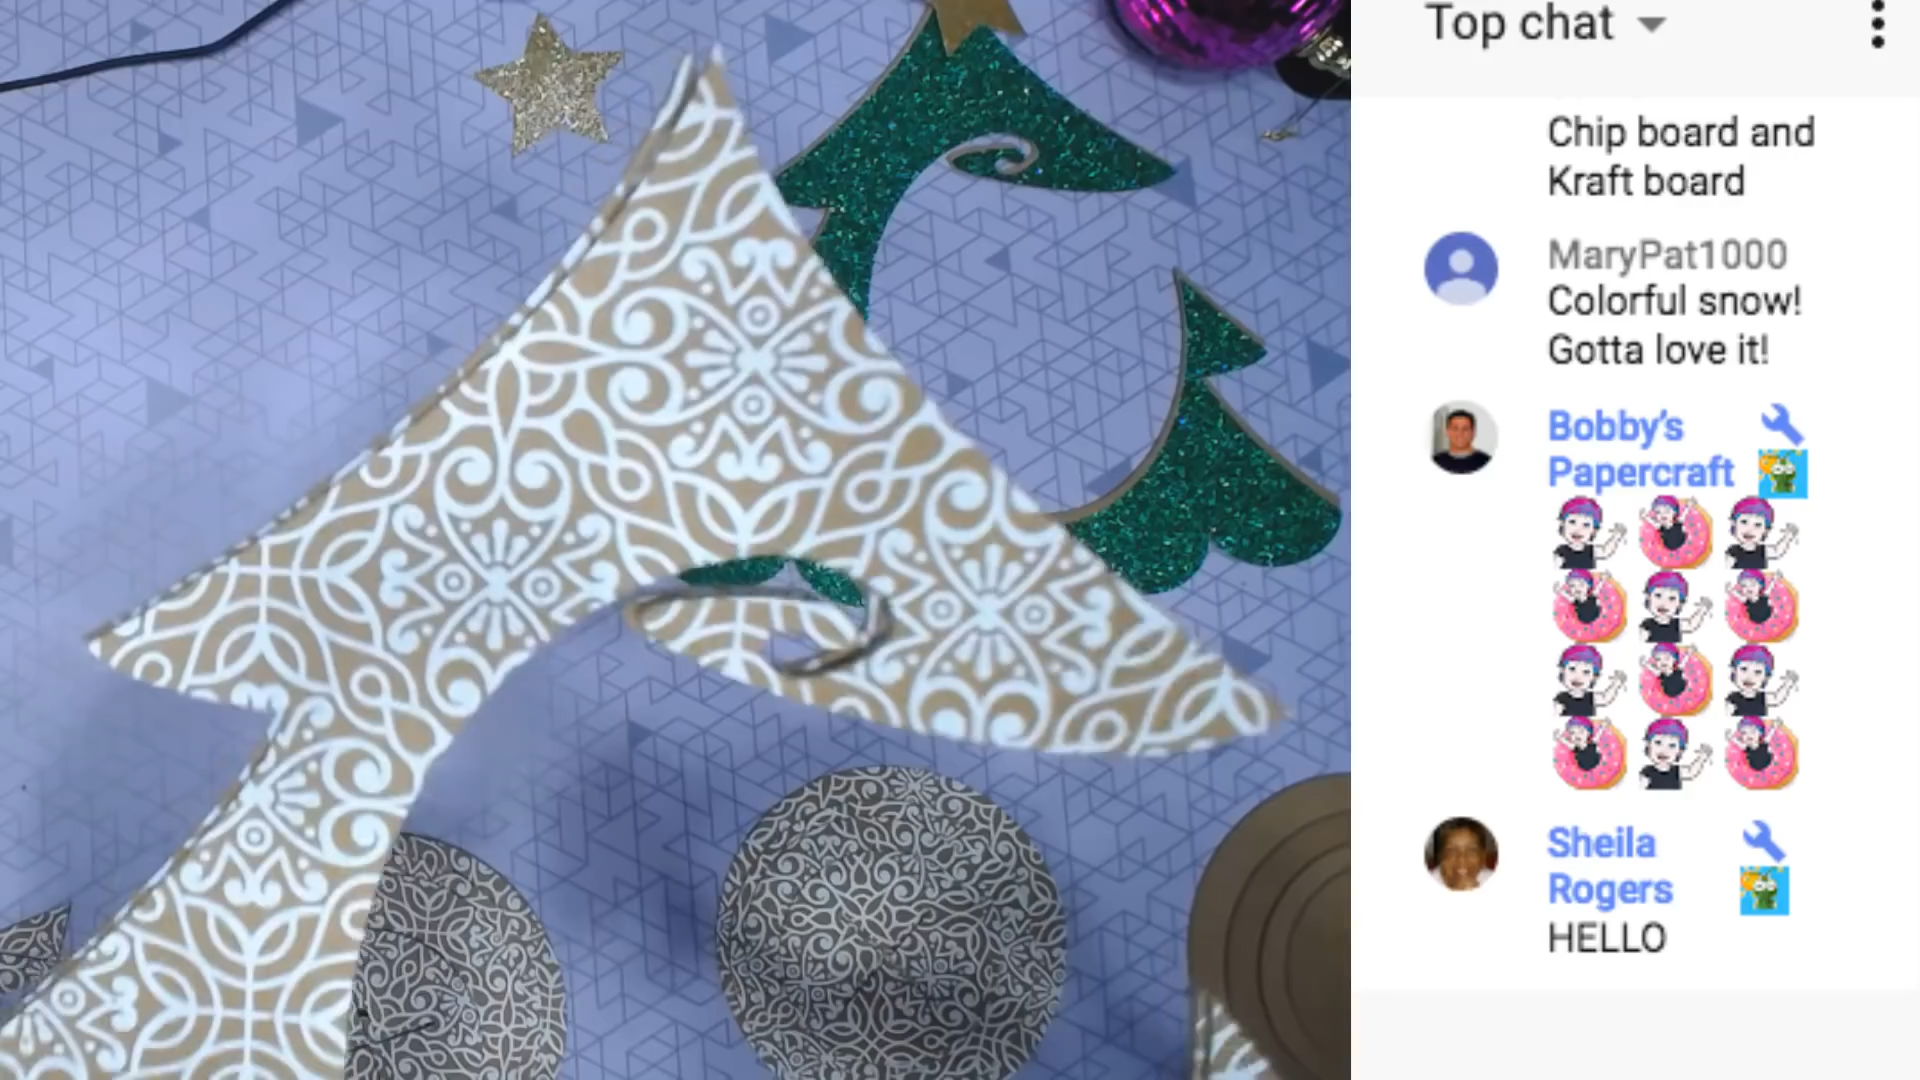 Top chat
Chip board and
Kraft board
MaryPat1000
Colorful snow!
Gotta love it!
Bobby's
Papercraft
Sheila
Rogers
HELLO